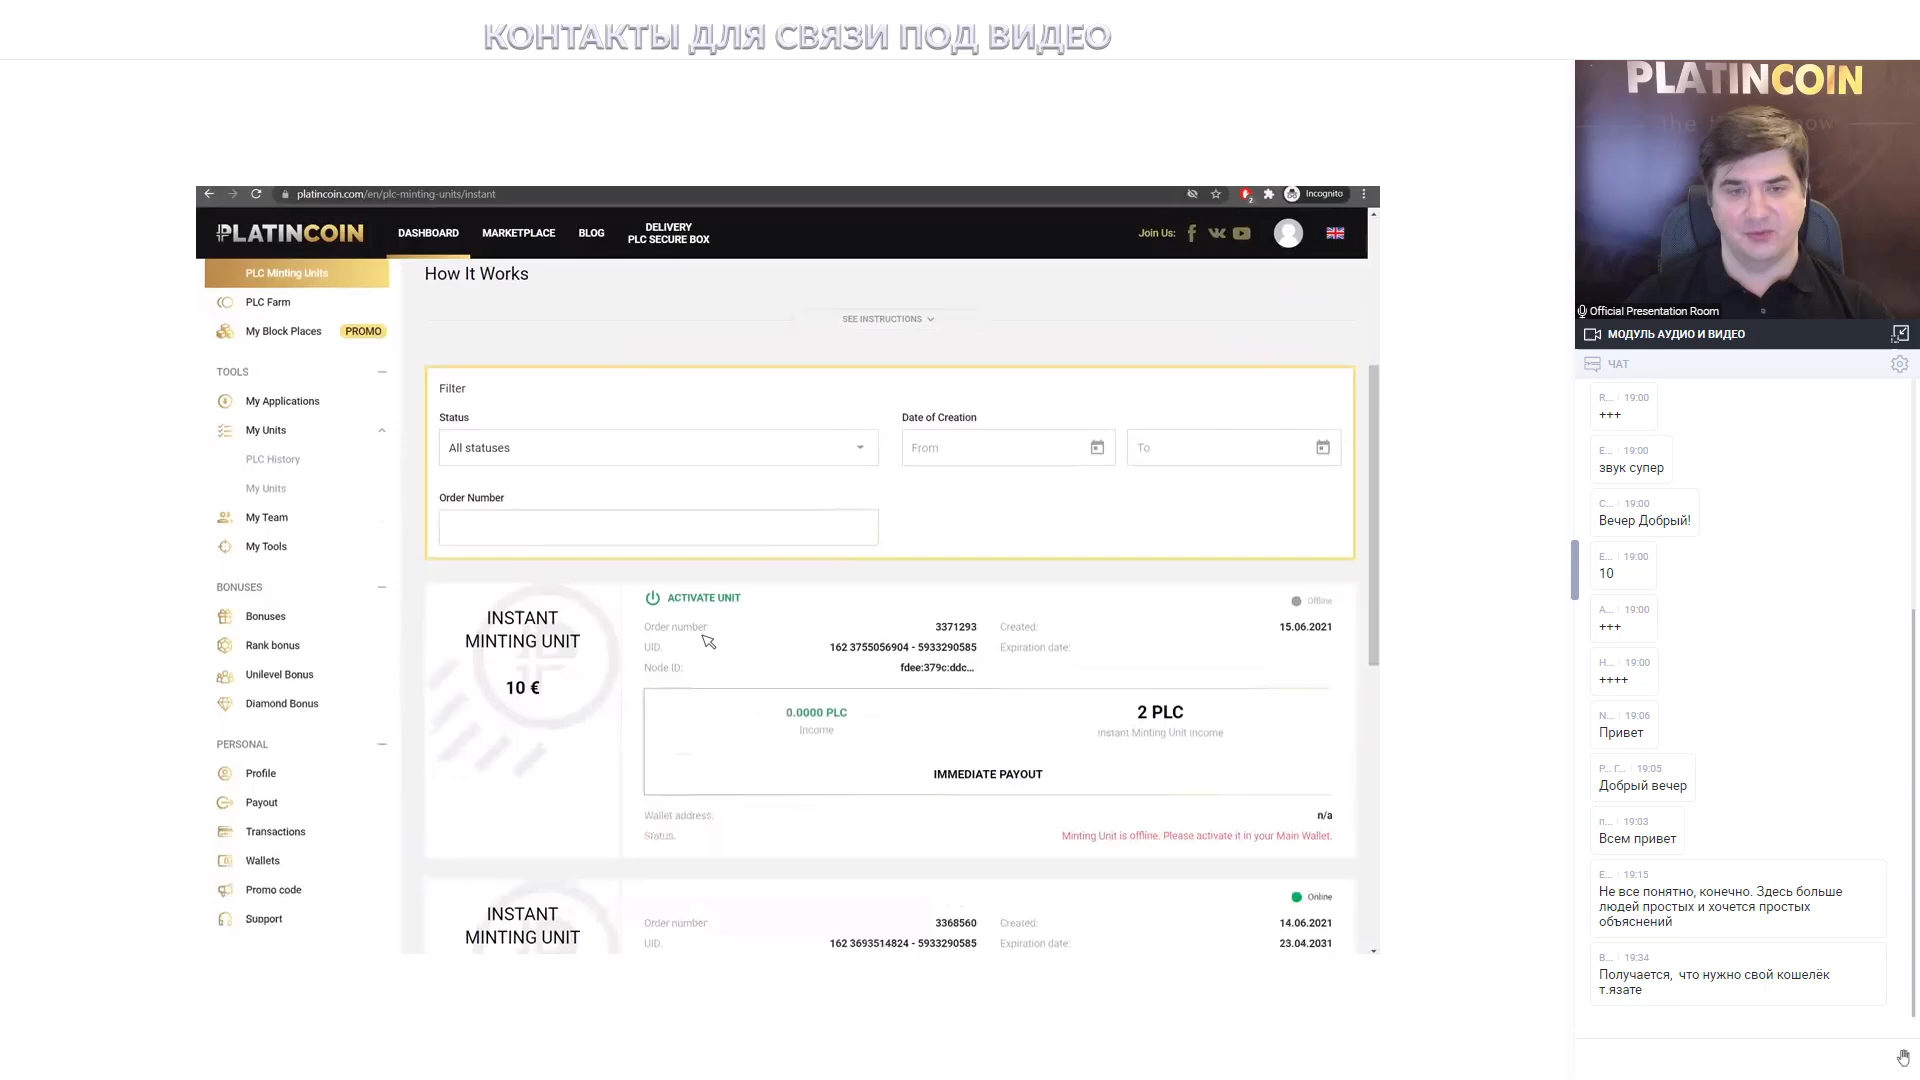 КОНТАКТЫ ДЛЯ СВЯЗИ ПОД ВИДЕО
platincoin.com/en/plc-minting-units/instant
2
Incognito
PLATINCOIN
DASHBOARD
MARKETPLACE
BLOG
DELIVERY
PLC SECURE BOX
Join Us:
PLC Minting Units
PLC Farm
My Block Places PROMO
TOOLS
My Applications
My Units
PLC History
My Units
My Team
My Tools
BONUSES
Bonuses
Rank bonus
Unilevel Bonus
Diamond Bonus
PERSONAL
Profile
Payout
Transactions
Wallets
Promo code
Support
How It Works
SEE INSTRUCTIONS
Filter
Status
All statuses
Date of Creation
From
To
Order Number
INSTANT
MINTING UNIT
10 €
ACTIVATE UNIT
Offline
Order number: 3371293
Created: 15.06.2021
UID: 162 3755056904 - 5933290585
Expiration date:
Node ID: fdee:379c:ddc...
0.0000 PLC
Income
2 PLC
Instant Minting Unit Income
IMMEDIATE PAYOUT
Wallet address: n/a
Status: Minting Unit is offline. Please activate it in your Main Wallet.
INSTANT
MINTING UNIT
Online
Order number: 3368560
Created: 14.06.2021
UID: 162 3693514824 - 5933290585
Expiration date: 23.04.2031
PLATINCOIN
Official Presentation Room
МОДУЛЬ АУДИО И ВИДЕО
ЧАТ
R... 19:00
+++
E... 19:00
звук супер
С... 19:00
Вечер Добрый!
E... 19:00
10
А... 19:00
+++
Н... 19:00
++++
N... 19:06
Привет
Р... Г... 19:05
Добрый вечер
п... 19:03
Всем привет
Е... 19:15
Не все понятно, конечно. Здесь больше
людей простых и хочется простых
объяснений
В... 19:34
Получается, что нужно свой кошелёк
т.язате